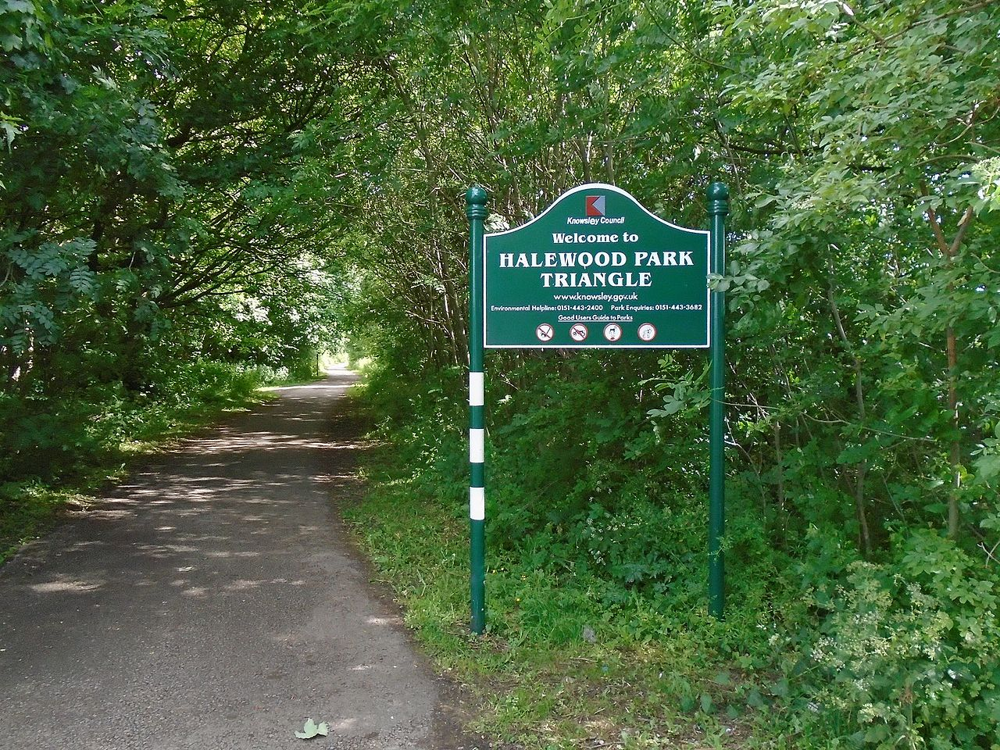 Knowsley Council
Welcome to
HALEWOOD PARK
TRIANGLE
www.knowsley.gov.uk
Environmental Helpline: 0151-443-2400 Park Enquiries: 0151-443-3682
Good Users Guide to Parks